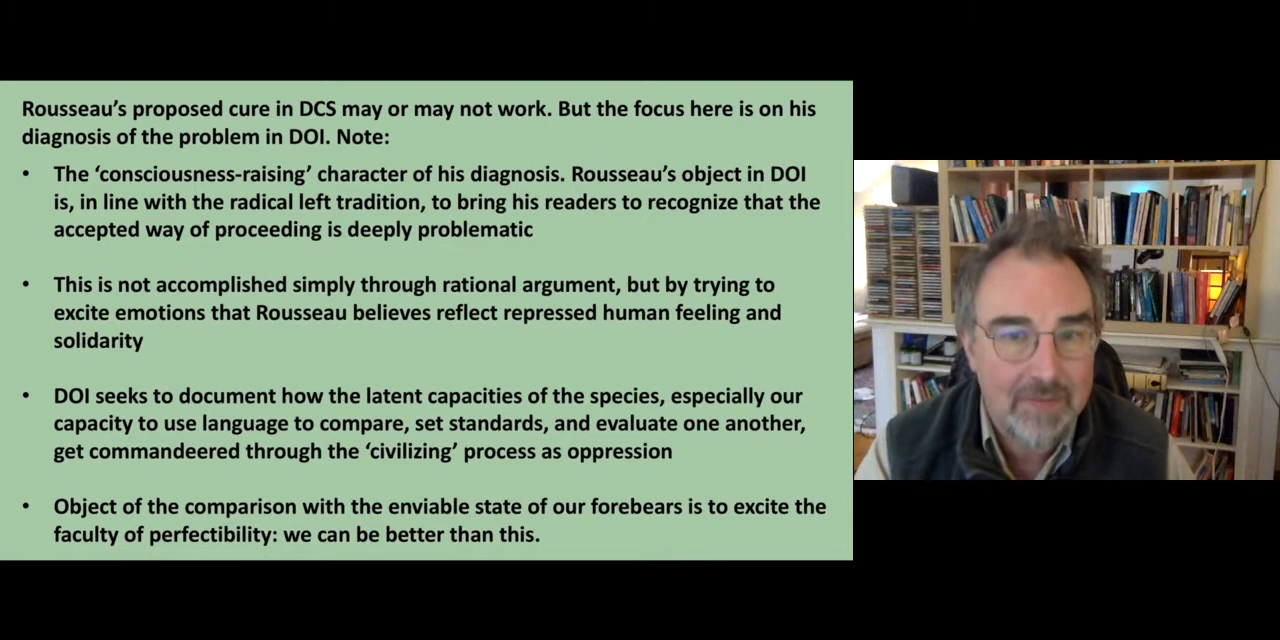 Rousseau’s proposed cure in DCS may or may not work. But the focus here is on his
diagnosis of the problem in DOI. Note:
• The ‘consciousness-raising’ character of his diagnosis. Rousseau’s object in DOI
is, in line with the radical left tradition, to bring his readers to recognize that the
accepted way of proceeding is deeply problematic
• This is not accomplished simply through rational argument, but by trying to
excite emotions that Rousseau believes reflect repressed human feeling and
solidarity
• DOI seeks to document how the latent capacities of the species, especially our
capacity to use language to compare, set standards, and evaluate one another,
get commandeered through the ‘civilizing’ process as oppression
• Object of the comparison with the enviable state of our forebears is to excite the
faculty of perfectibility: we can be better than this.